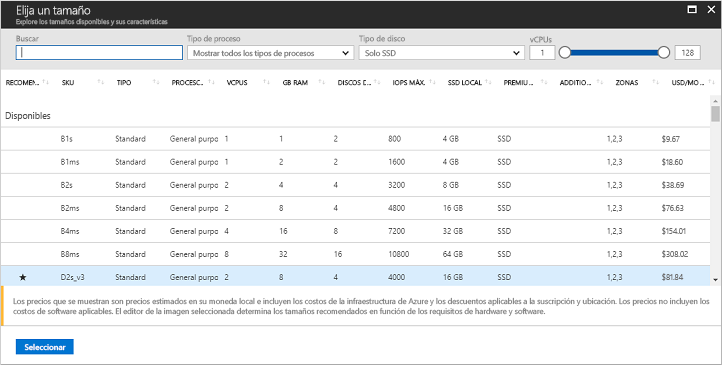 Elija un tamaño
Explore los tamaños disponibles y sus características
Buscar Tipo de proceso Tipo de disco vCPUs
Mostrar todos los tipos de procesos Solo SSD 1 128
RECOMEN... SKU TIPO PROCESC... VCPUS GB RAM DISCOS D... IOPS MÁX. SSD LOCAL PREMIU... ADDITIO... ZONAS USD/MO...
Disponibles
B1s Standard General purpo 1 1 2 800 4 GB SSD 1,2,3 $9.67
B1ms Standard General purpo 1 2 2 1600 4 GB SSD 1,2,3 $18.60
B2s Standard General purpo 2 4 4 3200 8 GB SSD 1,2,3 $38.69
B2ms Standard General purpo 2 8 4 4800 16 GB SSD 1,2,3 $76.63
B4ms Standard General purpo 4 16 8 7200 32 GB SSD 1,2,3 $154.01
B8ms Standard General purpo 8 32 16 10800 64 GB SSD 1,2,3 $308.02
★ D2s_v3 Standard General purpo 2 8 4 4000 16 GB SSD 1,2,3 $81.84
Los precios que se muestran son precios estimados en su moneda local e incluyen los costos de la infraestructura de Azure y los descuentos aplicables a la suscripción y ubicación. Los precios no incluyen los
costos de software aplicables. El editor de la imagen seleccionada determina los tamaños recomendados en función de los requisitos de hardware y software.
Seleccionar